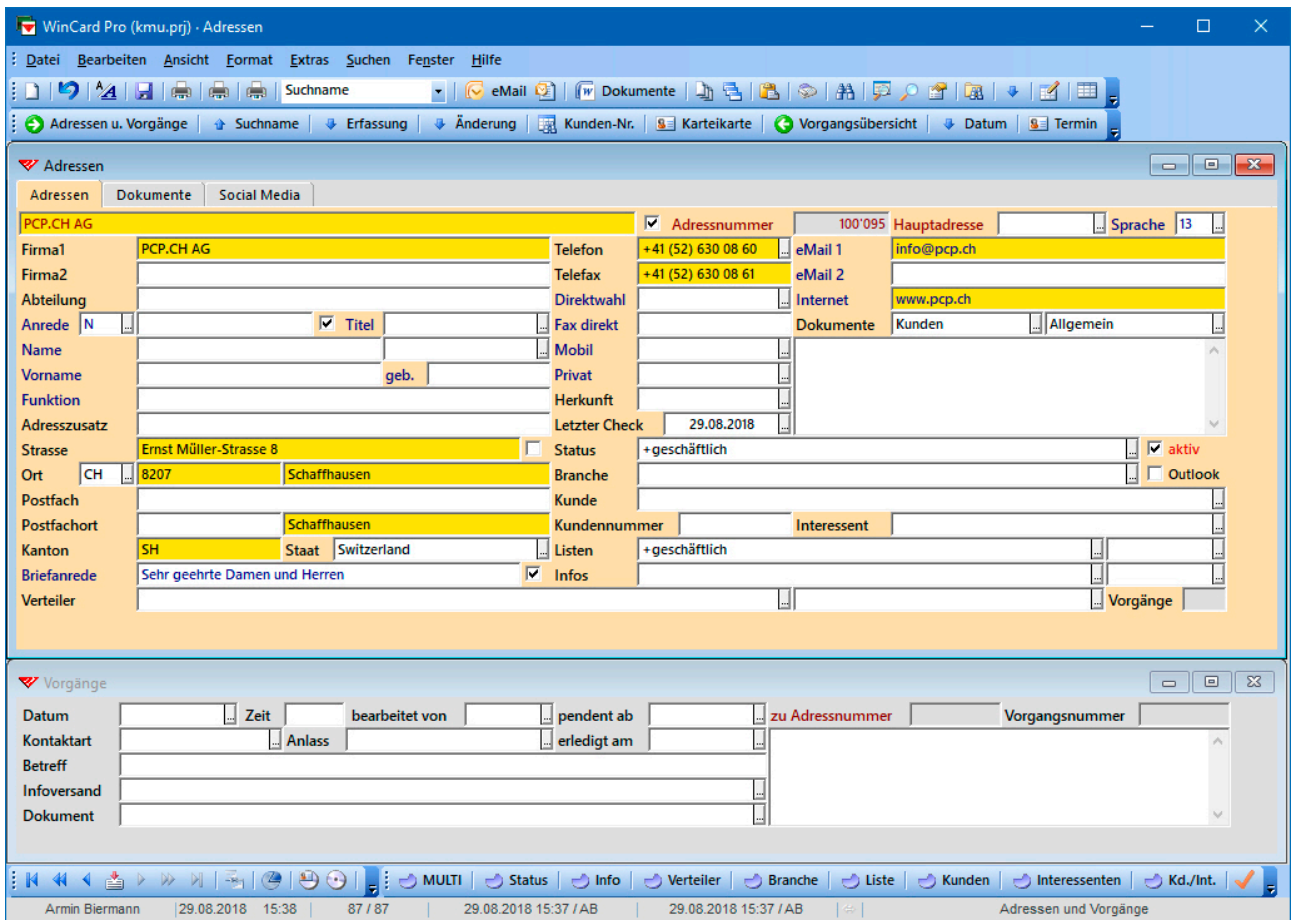 WinCard Pro (kmu.prj) - Adressen
Datei Bearbeiten Ansicht Format Extras Suchen Fenster Hilfe
Suchname eMail Dokumente
Adressen u. Vorgänge Suchname Erfassung Änderung Kunden-Nr. Karteikarte Vorgangsübersicht Datum Termin
Adressen
Adressen Dokumente Social Media
PCP.CH AG Adressnummer 100'095 Hauptadresse Sprache 13
Firma1 PCP.CH AG Telefon +41 (52) 630 08 60 eMail 1 info@pcp.ch
Firma2 Telefax +41 (52) 630 08 61 eMail 2
Abteilung Direktwahl Internet www.pcp.ch
Anrede N Titel Fax direkt Dokumente Kunden Allgemein
Name Mobil
Vorname geb. Privat
Funktion Herkunft
Adresszusatz Letzter Check 29.08.2018
Strasse Ernst Müller-Strasse 8 Status +geschäftlich aktiv
Ort CH 8207 Schaffhausen Branche Outlook
Postfach Kunde
Postfachort Schaffhausen Kundennummer Interessent
Kanton SH Staat Switzerland Listen +geschäftlich
Briefanrede Sehr geehrte Damen und Herren Infos
Verteiler Vorgänge
Vorgänge
Datum Zeit bearbeitet von pendent ab zu Adressnummer Vorgangsnummer
Kontaktart Anlass erledigt am
Betreff
Infoversand
Dokument
MULTI Status Info Verteiler Branche Liste Kunden Interessenten Kd./Int.
Armin Biermann 29.08.2018 15:38 87 / 87 29.08.2018 15:37 / AB 29.08.2018 15:37 / AB Adressen und Vorgänge